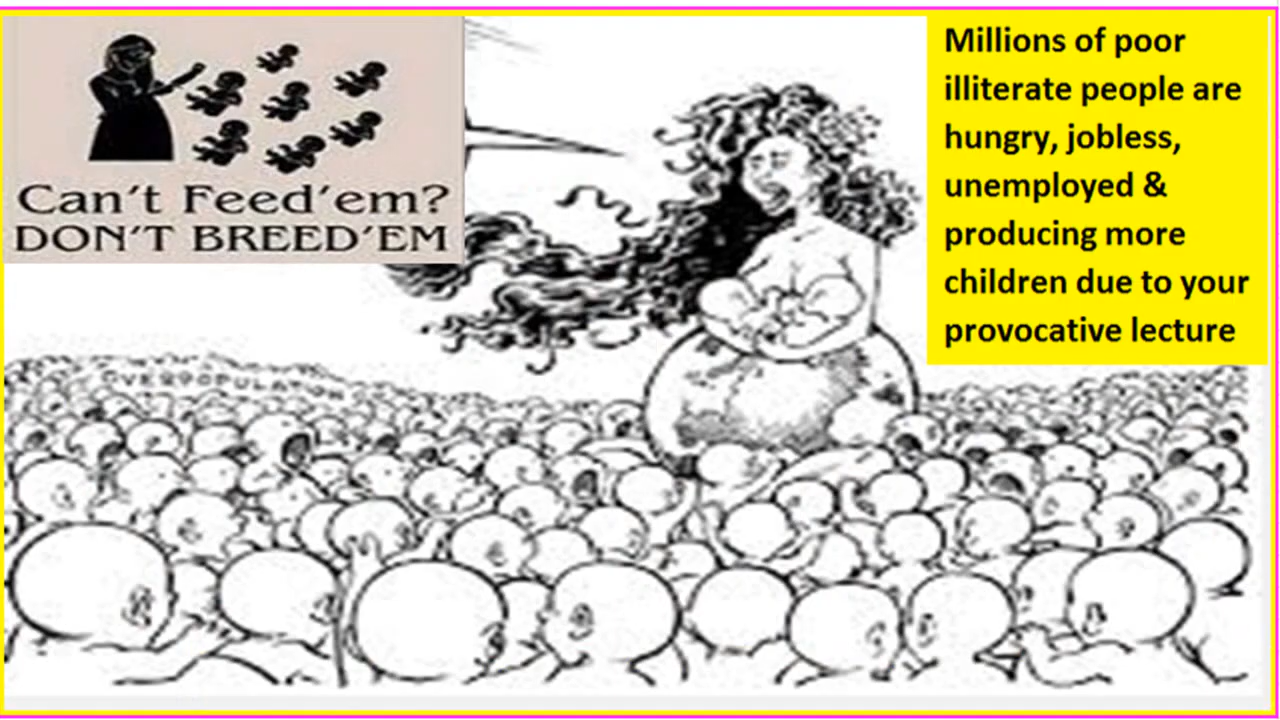 Can't Feed'em?
DON'T BREED'EM
Millions of poor
illiterate people are
hungry, jobless,
unemployed &
producing more
children due to your
provocative lecture
OVERPOPULATION